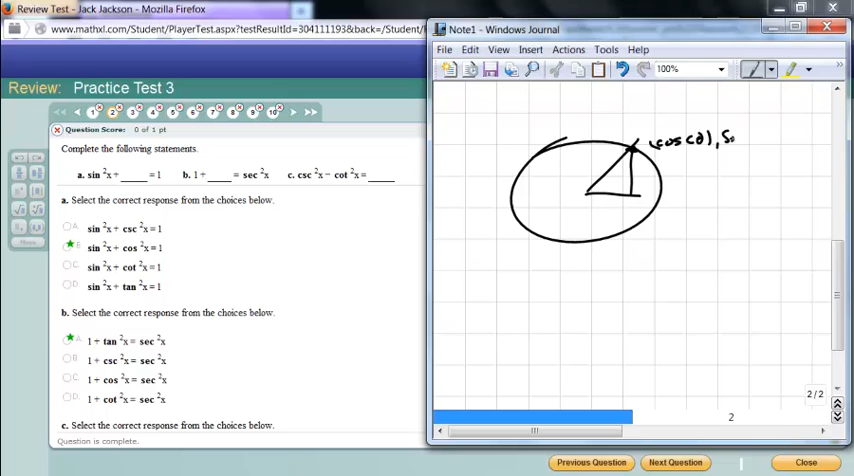 Review Test - Jack Jackson - Mozilla Firefox
www.mathxl.com/Student/PlayerTest.aspx?testResultId=304111193&back=/Student/
Review: Practice Test 3
1 2 3 4 5 6 7 8 9 10
Question Score: 0 of 1 pt
Complete the following statements.
a. sin ²x + _____ = 1 b. 1 + _____ = sec ²x c. csc ²x − cot ²x = _____
a. Select the correct response from the choices below.
A. sin ²x + csc ²x = 1
sin ²x + cos ²x = 1
C. sin ²x + cot ²x = 1
D. sin ²x + tan ²x = 1
b. Select the correct response from the choices below.
A. 1 + tan ²x = sec ²x
B. 1 + csc ²x = sec ²x
C. 1 + cos ²x = sec ²x
D. 1 + cot ²x = sec ²x
c. Select the correct response from the choices below.
Question is complete.
More
Previous Question Next Question Close
Note1 - Windows Journal
File Edit View Insert Actions Tools Help
100%
(cos(θ), s
2 / 2
2